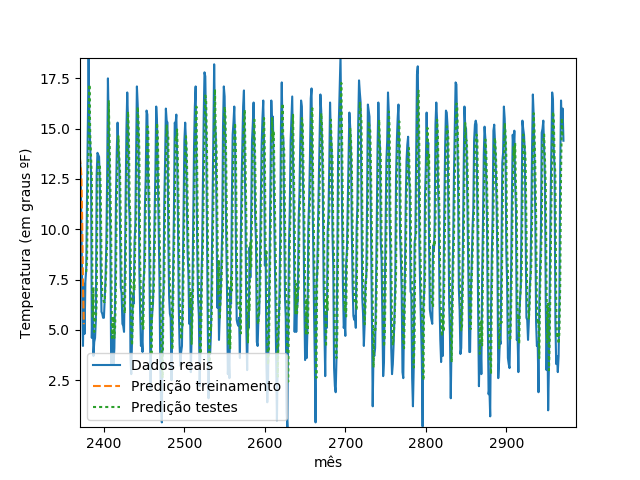 17.5
15.0
12.5
10.0
7.5
5.0
2.5
Temperatura (em graus ºF)
Dados reais
Predição treinamento
Predição testes
2400 2500 2600 2700 2800 2900
mês